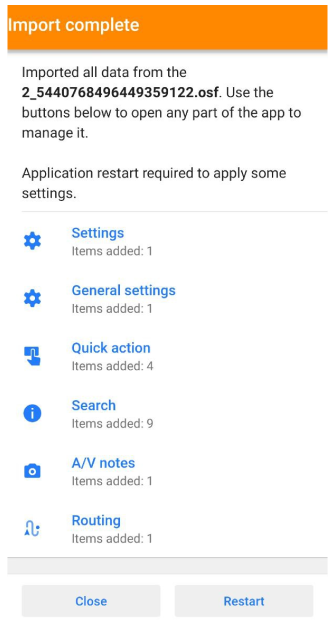 Import complete
Imported all data from the
2_5440768496449359122.osf. Use the
buttons below to open any part of the app to
manage it.
Application restart required to apply some
settings.
Settings
Items added: 1
General settings
Items added: 1
Quick action
Items added: 4
Search
Items added: 9
A/V notes
Items added: 1
Routing
Items added: 1
Close
Restart